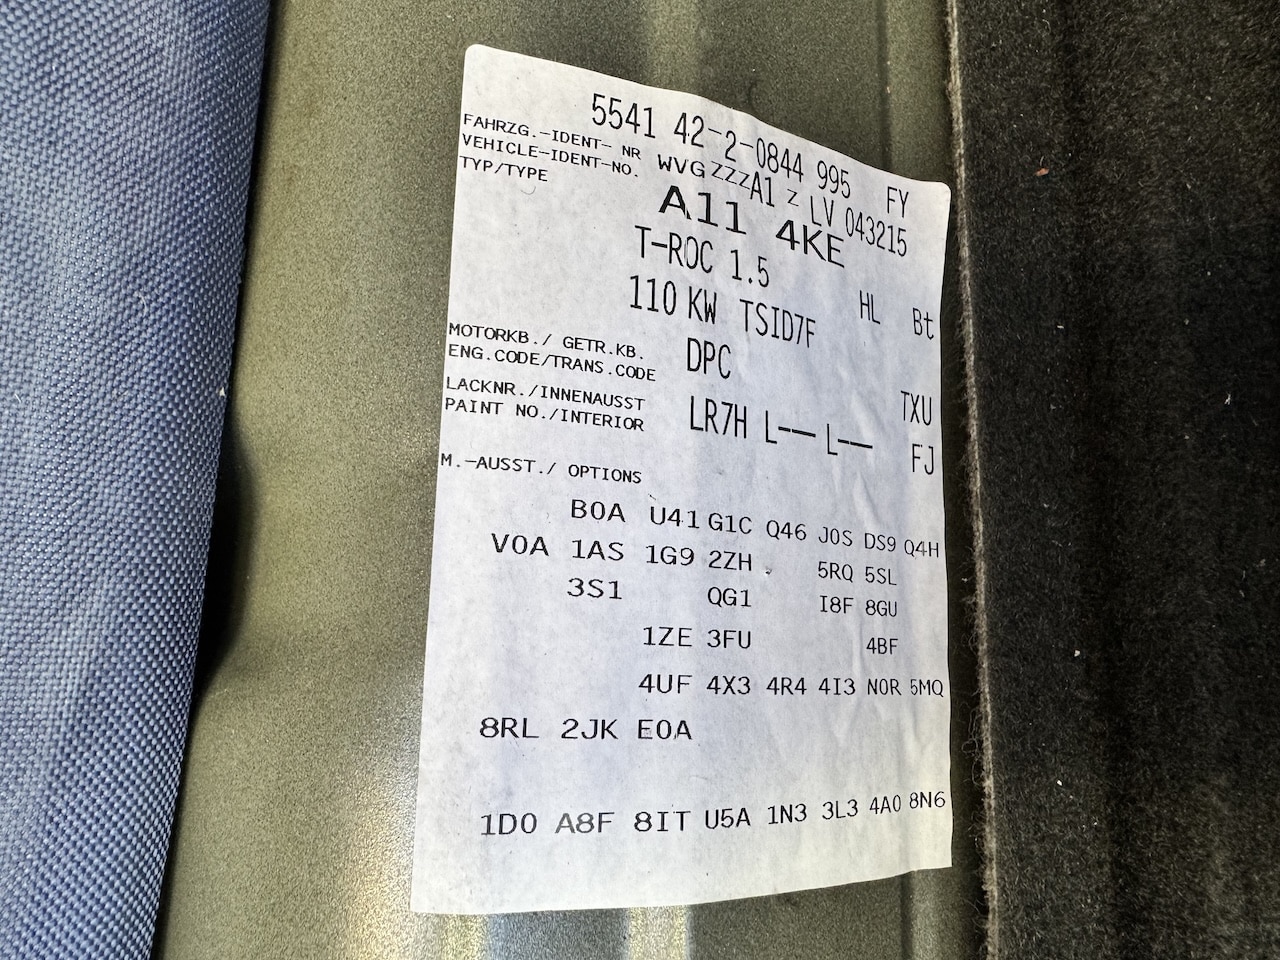 5541 42-2-0844 995 FY
FAHRZG.-IDENT- NR
VEHICLE-IDENT-NO. WVGZZZA1 Z LV 043215
TYP/TYPE A11 4KE
T-ROC 1.5 HL Bt
110 KW TSID7F
MOTORKB./ GETR.KB.
ENG.CODE/TRANS.CODE DPC TXU
LACKNR./INNENAUSST
PAINT NO./INTERIOR LR7H L-- L-- FJ
M.-AUSST./ OPTIONS
B0A U41 G1C Q46 J0S DS9 Q4H
V0A 1AS 1G9 2ZH 5RQ 5SL
3S1 QG1 I8F 8GU
1ZE 3FU 4BF
4UF 4X3 4R4 4I3 N0R 5MQ
8RL 2JK E0A
1D0 A8F 8IT U5A 1N3 3L3 4A0 8N6